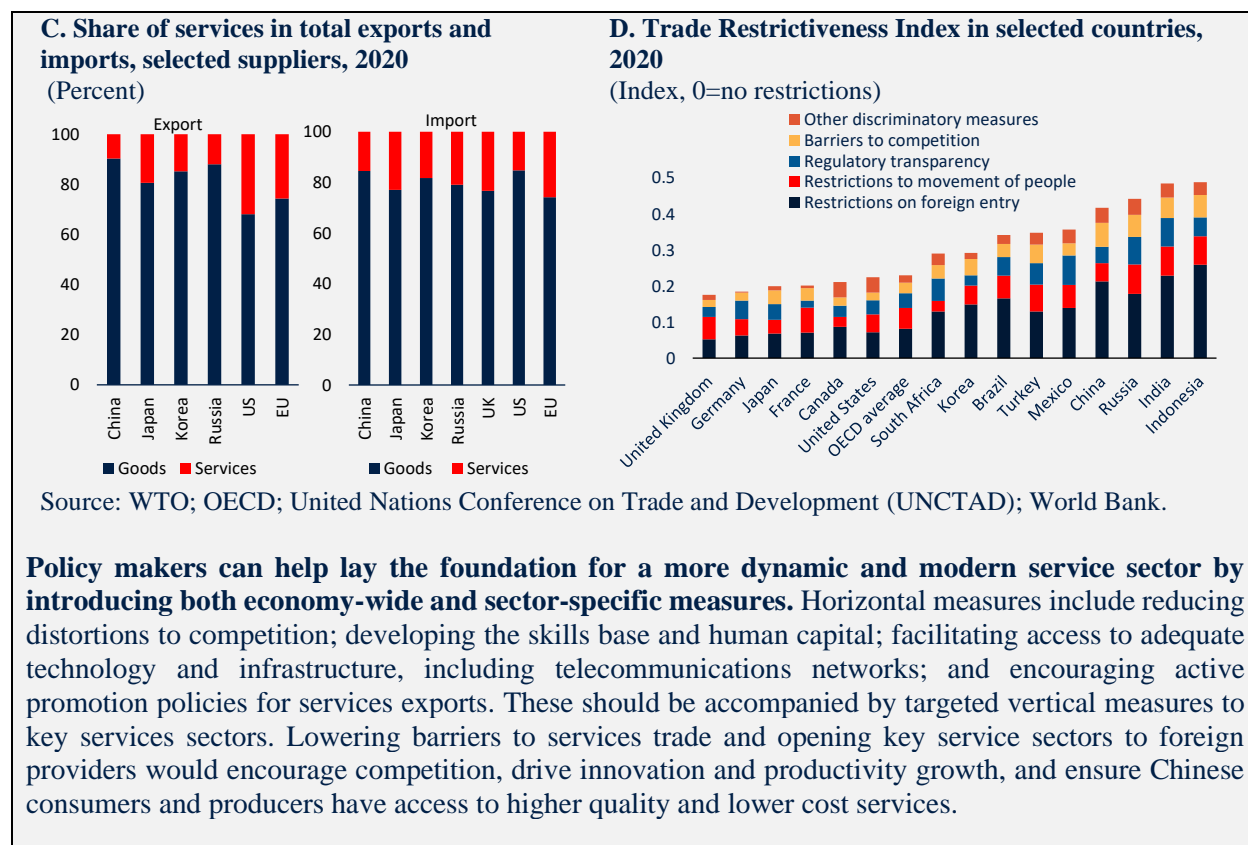 C. Share of services in total exports and
imports, selected suppliers, 2020
(Percent)
Export
100
80
60
40
20
0
China
Japan
Korea
Russia
US
EU
Goods Services
Import
100
80
60
40
20
0
China
Japan
Korea
Russia
UK
US
EU
Goods Services
D. Trade Restrictiveness Index in selected countries,
2020
(Index, 0=no restrictions)
Other discriminatory measures
Barriers to competition
Regulatory transparency
Restrictions to movement of people
Restrictions on foreign entry
0.5
0.4
0.3
0.2
0.1
0
United Kingdom
Germany
Japan
France
Canada
United States
OECD average
South Africa
Korea
Brazil
Turkey
Mexico
China
Russia
India
Indonesia
Source: WTO; OECD; United Nations Conference on Trade and Development (UNCTAD); World Bank.
Policy makers can help lay the foundation for a more dynamic and modern service sector by
introducing both economy-wide and sector-specific measures. Horizontal measures include reducing
distortions to competition; developing the skills base and human capital; facilitating access to adequate
technology and infrastructure, including telecommunications networks; and encouraging active
promotion policies for services exports. These should be accompanied by targeted vertical measures to
key services sectors. Lowering barriers to services trade and opening key service sectors to foreign
providers would encourage competition, drive innovation and productivity growth, and ensure Chinese
consumers and producers have access to higher quality and lower cost services.